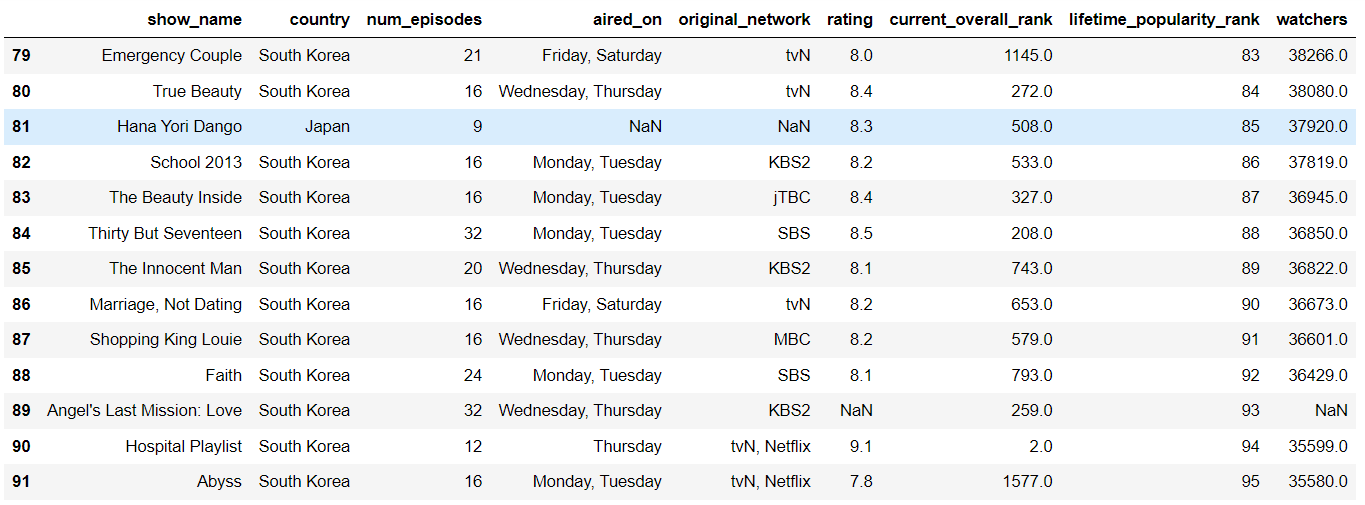 show_name country num_episodes aired_on original_network rating current_overall_rank lifetime_popularity_rank watchers
79 Emergency Couple South Korea 21 Friday, Saturday tvN 8.0 1145.0 83 38266.0
80 True Beauty South Korea 16 Wednesday, Thursday tvN 8.4 272.0 84 38080.0
81 Hana Yori Dango Japan 9 NaN NaN 8.3 508.0 85 37920.0
82 School 2013 South Korea 16 Monday, Tuesday KBS2 8.2 533.0 86 37819.0
83 The Beauty Inside South Korea 16 Monday, Tuesday jTBC 8.4 327.0 87 36945.0
84 Thirty But Seventeen South Korea 32 Monday, Tuesday SBS 8.5 208.0 88 36850.0
85 The Innocent Man South Korea 20 Wednesday, Thursday KBS2 8.1 743.0 89 36822.0
86 Marriage, Not Dating South Korea 16 Friday, Saturday tvN 8.2 653.0 90 36673.0
87 Shopping King Louie South Korea 16 Wednesday, Thursday MBC 8.2 579.0 91 36601.0
88 Faith South Korea 24 Monday, Tuesday SBS 8.1 793.0 92 36429.0
89 Angel's Last Mission: Love South Korea 32 Wednesday, Thursday KBS2 NaN 259.0 93 NaN
90 Hospital Playlist South Korea 12 Thursday tvN, Netflix 9.1 2.0 94 35599.0
91 Abyss South Korea 16 Monday, Tuesday tvN, Netflix 7.8 1577.0 95 35580.0